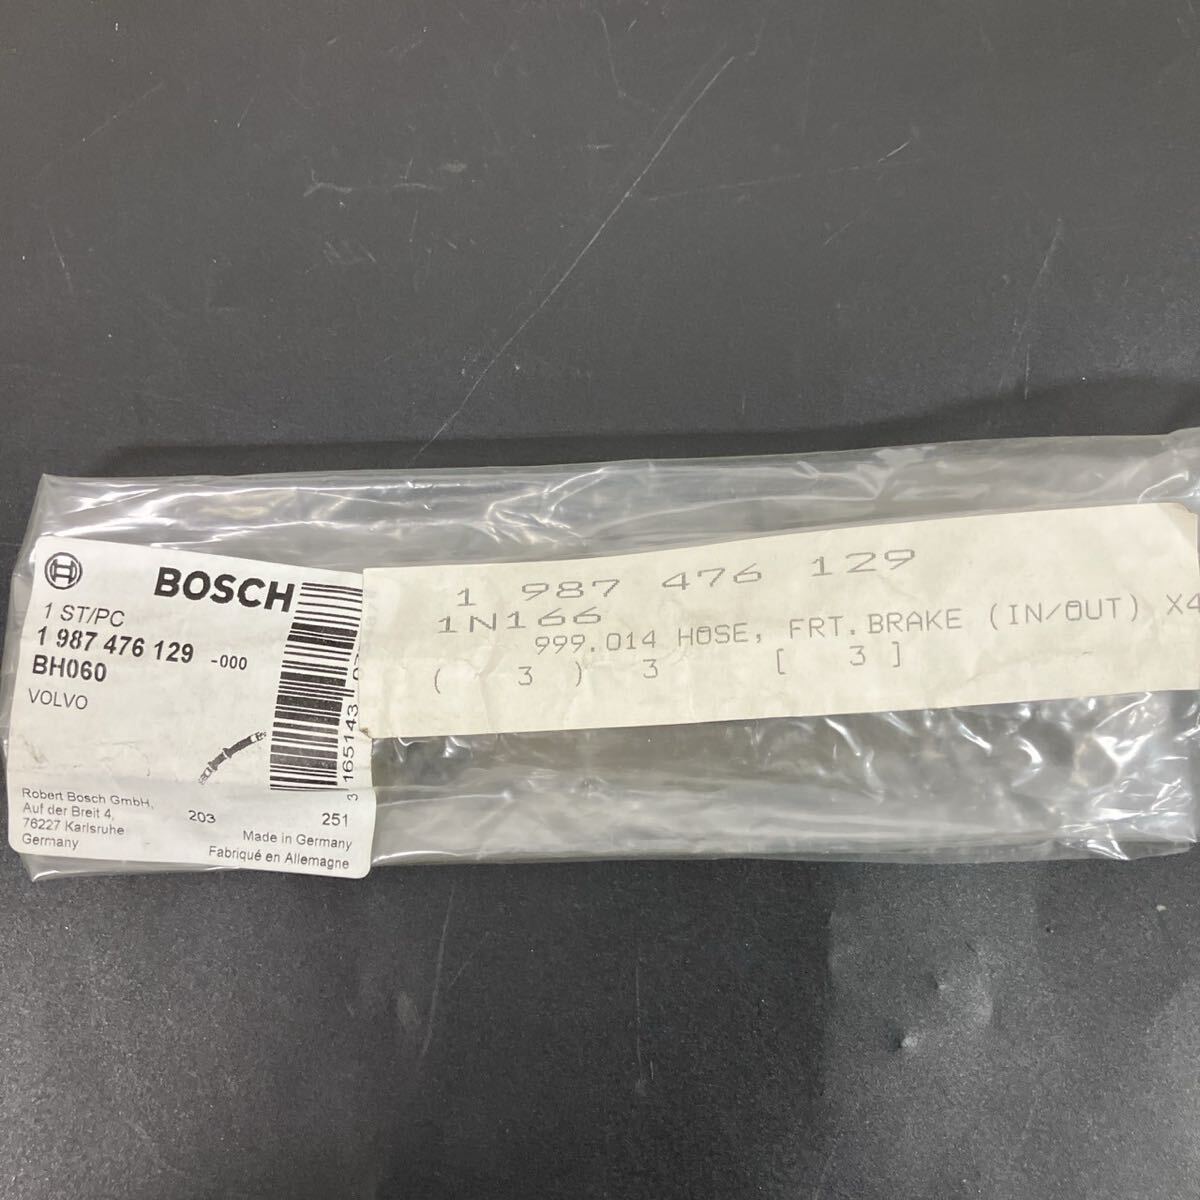 BOSCH
1 ST/PC
1 987 476 129 -000
BH060
VOLVO
3 165143
Robert Bosch GmbH,
Auf der Breit 4,
76227 Karlsruhe
Germany
203
251
Made in Germany
Fabriqué en Allemagne
1 987 476 129
1N166
999.014 HOSE, FRT.BRAKE (IN/OUT) X4
( 3 ) 3 [ 3 ]